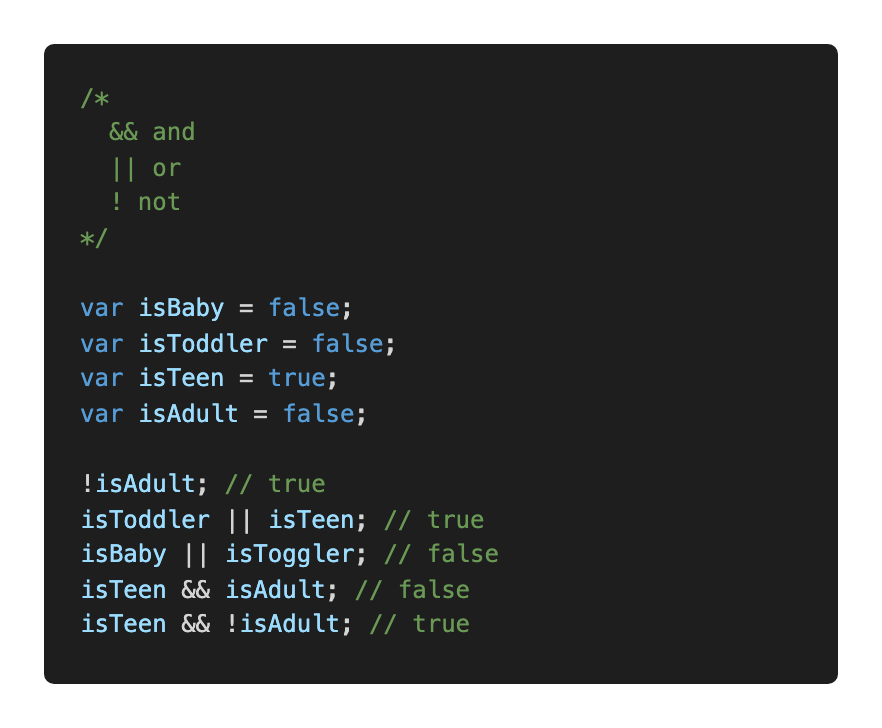 /*
  && and
  || or
  ! not
*/

var isBaby = false;
var isToddler = false;
var isTeen = true;
var isAdult = false;

!isAdult; // true
isToddler || isTeen; // true
isBaby || isToggler; // false
isTeen && isAdult; // false
isTeen && !isAdult; // true